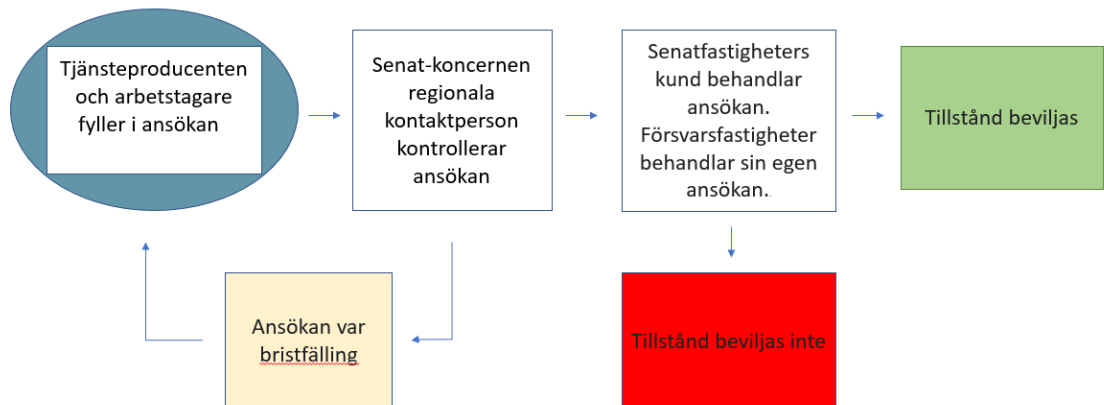 Tjänsteproducenten
och arbetstagare
fyller i ansökan
Senat-koncernen
regionala
kontaktperson
kontrollerar
ansökan
Senatfastigheters
kund behandlar
ansökan.
Försvarsfastigheter
behandlar sin egen
ansökan.
Tillstånd beviljas
Ansökan var
bristfälling
Tillstånd beviljas inte